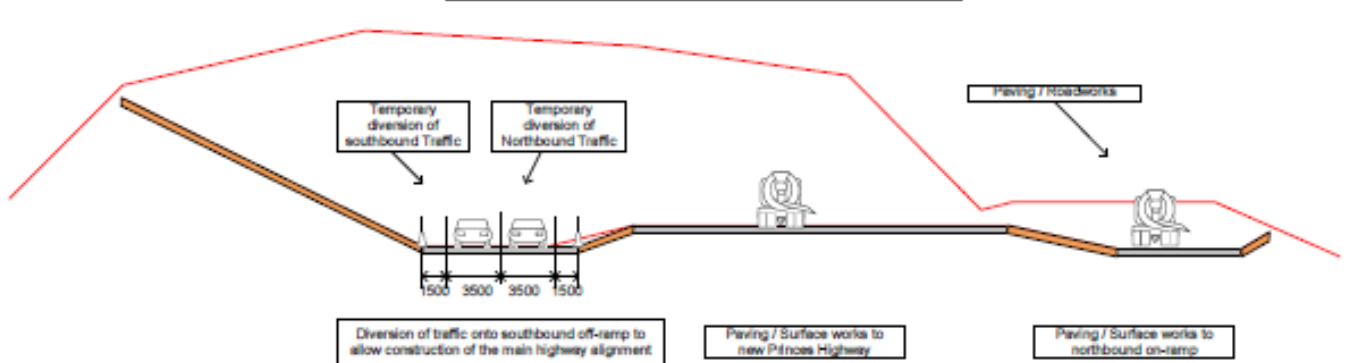 Temporary
diversion of
southbound Traffic
Temporary
diversion of
Northbound Traffic
Paving / Roadworks
1500 3500 3500 1500
Diversion of traffic onto southbound off-ramp to
allow construction of the main highway alignment
Paving / Surface works to
new Princes Highway
Paving / Surface works to
northbound on-ramp